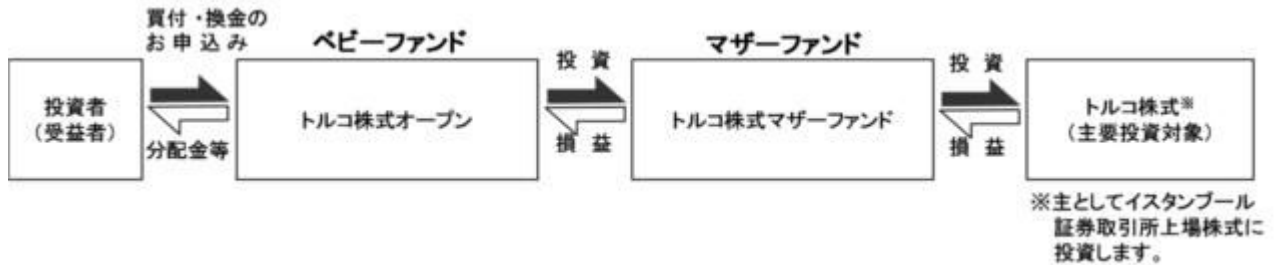 買付・換金の
お申込み
ベビーファンド
マザーファンド
投資
投資
投資者
(受益者)
トルコ株式オープン
トルコ株式マザーファンド
トルコ株式※
(主要投資対象)
分配金等
損益
損益
※主としてイスタンブール
証券取引所上場株式に
投資します。